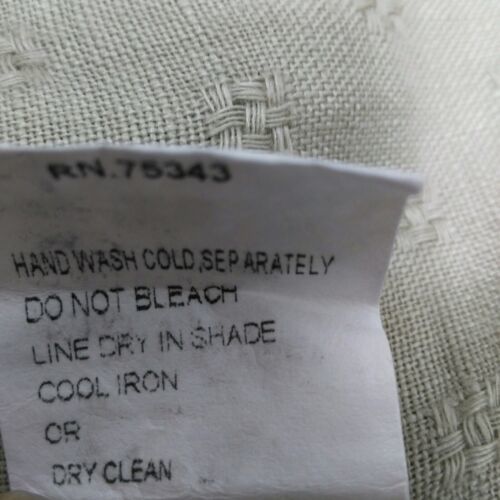 RN.75343
HAND WASH COLD,SEPARATELY
DO NOT BLEACH
LINE DRY IN SHADE
COOL IRON
OR
DRY CLEAN